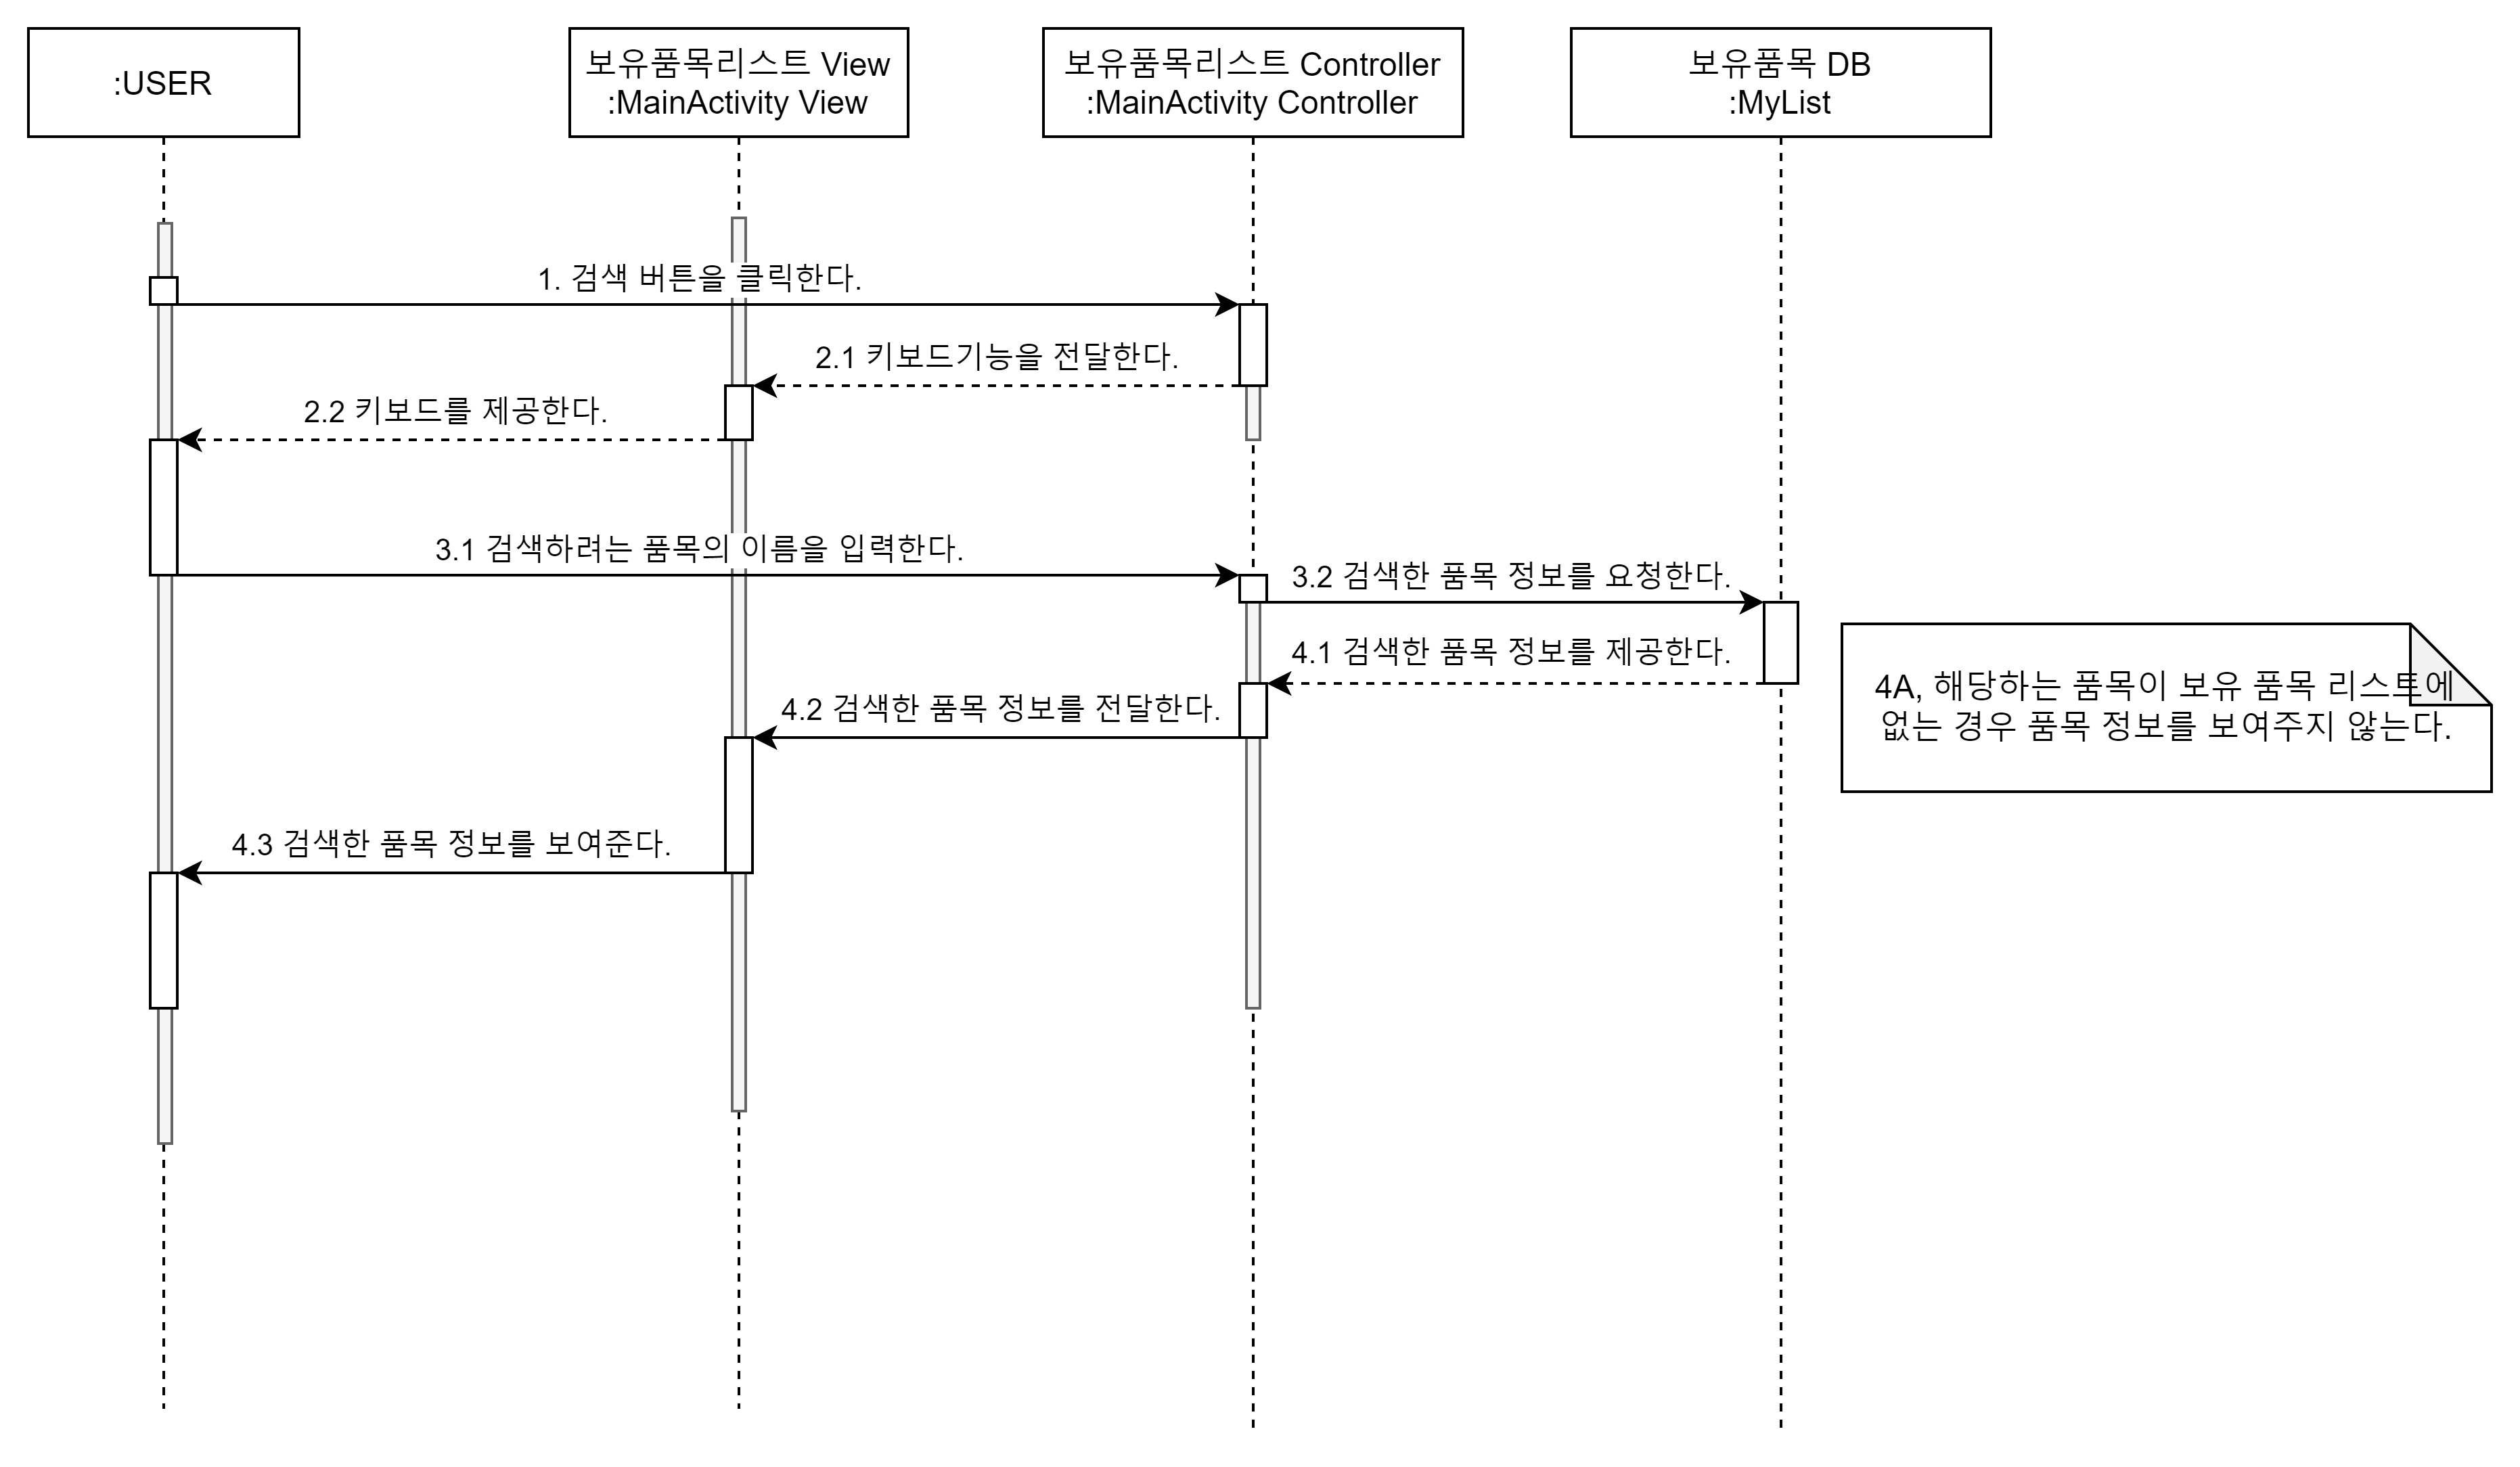 :USER
보유품목리스트 View
:MainActivity View
보유품목리스트 Controller
:MainActivity Controller
보유품목 DB
:MyList
1. 검색 버튼을 클릭한다.
2.1 키보드기능을 전달한다.
2.2 키보드를 제공한다.
3.1 검색하려는 품목의 이름을 입력한다.
3.2 검색한 품목 정보를 요청한다.
4.1 검색한 품목 정보를 제공한다.
4A, 해당하는 품목이 보유 품목 리스트에
없는 경우 품목 정보를 보여주지 않는다.
4.2 검색한 품목 정보를 전달한다.
4.3 검색한 품목 정보를 보여준다.